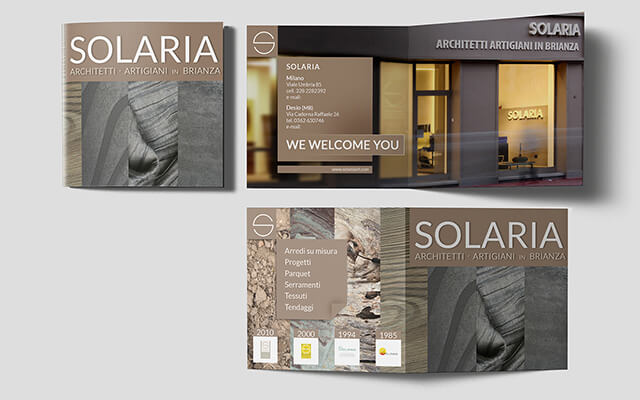 SOLARIA
ARCHITETTI · ARTIGIANI IN BRIANZA
SOLARIA
Milano
Viale Umbria 85
cell. 328 2282392
e-mail:
Desio (MB)
Via Cadorna Raffaele 26
tel. 0362 630746
e-mail:
WE WELCOME YOU
SOLARIA
ARCHITETTI ARTIGIANI IN BRIANZA
SOLARIA
Arredi su misura
Progetti
Parquet
Serramenti
Tessuti
Tendaggi
2010
2000
1994
1985
SOLARIA
ARCHITETTI · ARTIGIANI IN BRIANZA